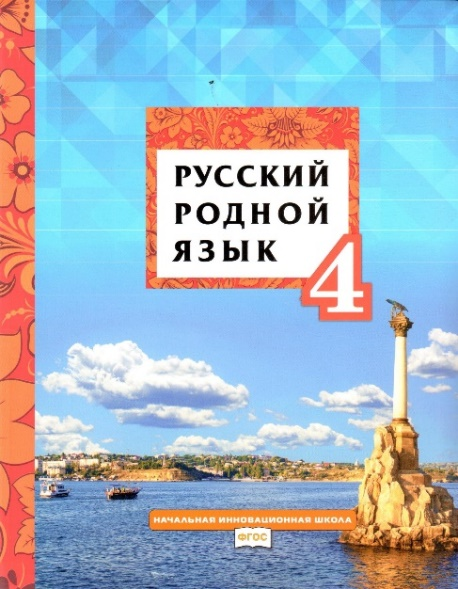 РУССКИЙ
РОДНОЙ
ЯЗЫК
4
НАЧАЛЬНАЯ ИННОВАЦИОННАЯ ШКОЛА
ФГОС